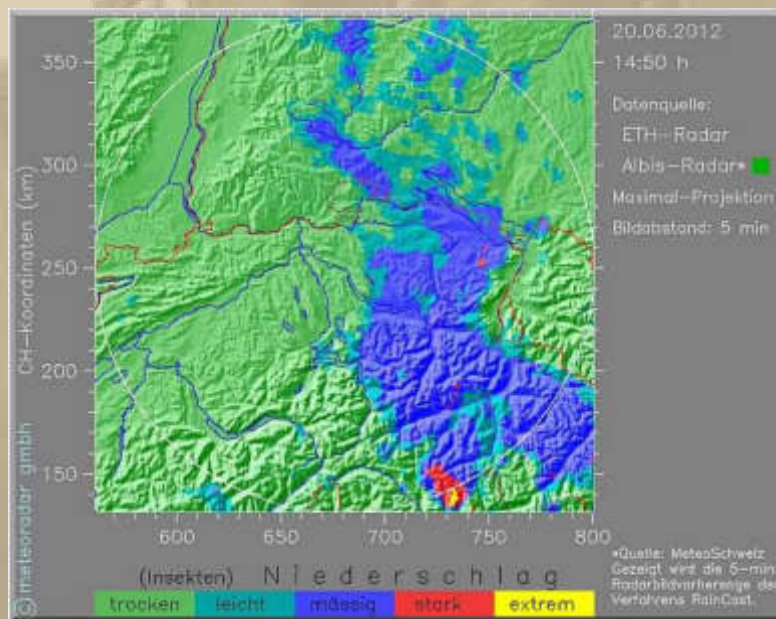 20.06.2012
14:50 h
Datenquelle:
ETH-Radar
Albis-Radar*
Maximal-Projektion
Bildabstand: 5 min
CH-Koordinaten (km)
350
300
250
200
150
600
700
800
© meteoradar gmbh
(Insekten) Niederschlag
trocken leicht mässig stark extrem
*Quelle: MeteoSchweiz
Gezeigt wird die 5-min
Radarbildvorhersage des
Verfahrens RainCast.